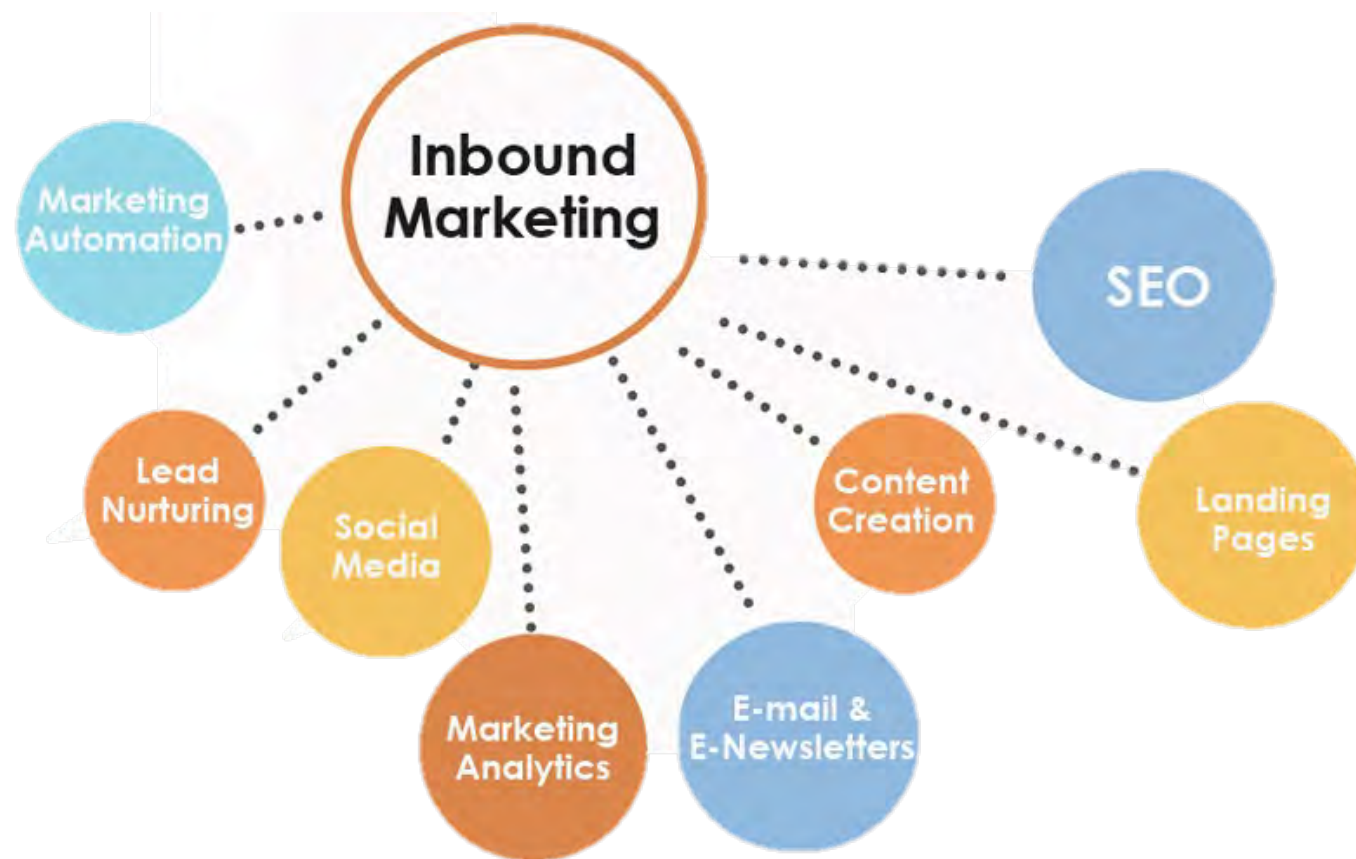 Inbound
Marketing
Marketing
Automation
SEO
Lead
Nurturing
Social
Media
Content
Creation
Landing
Pages
Marketing
Analytics
E-mail &
E-Newsletters